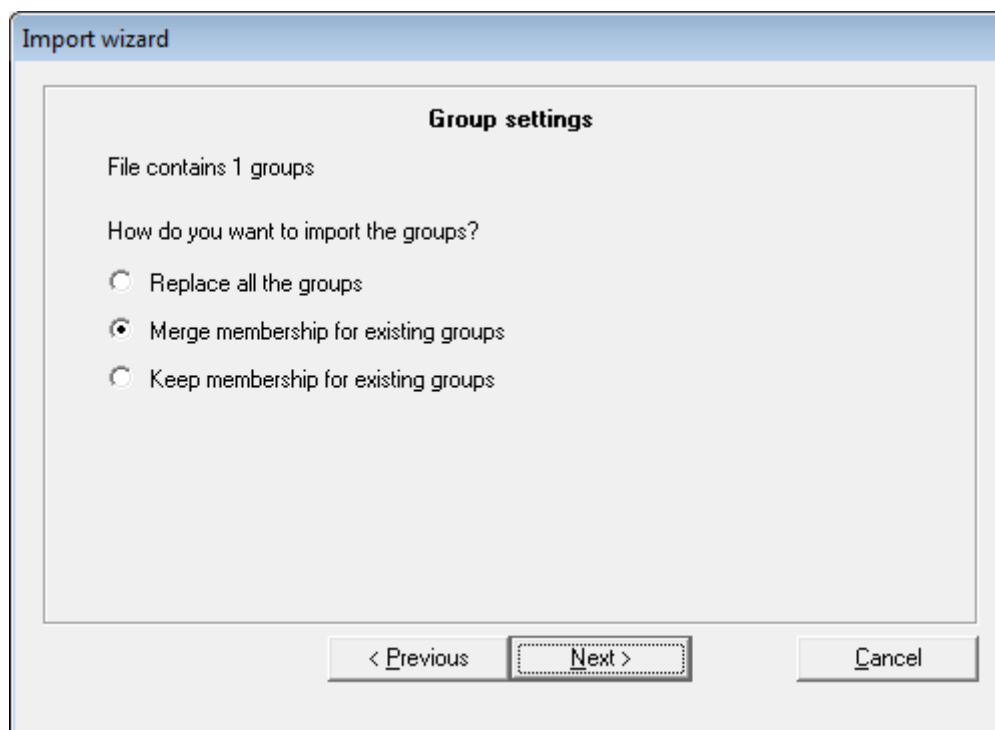 Import wizard
Group settings
File contains 1 groups
How do you want to import the groups?
Replace all the groups
Merge membership for existing groups
Keep membership for existing groups
< Previous Next > Cancel